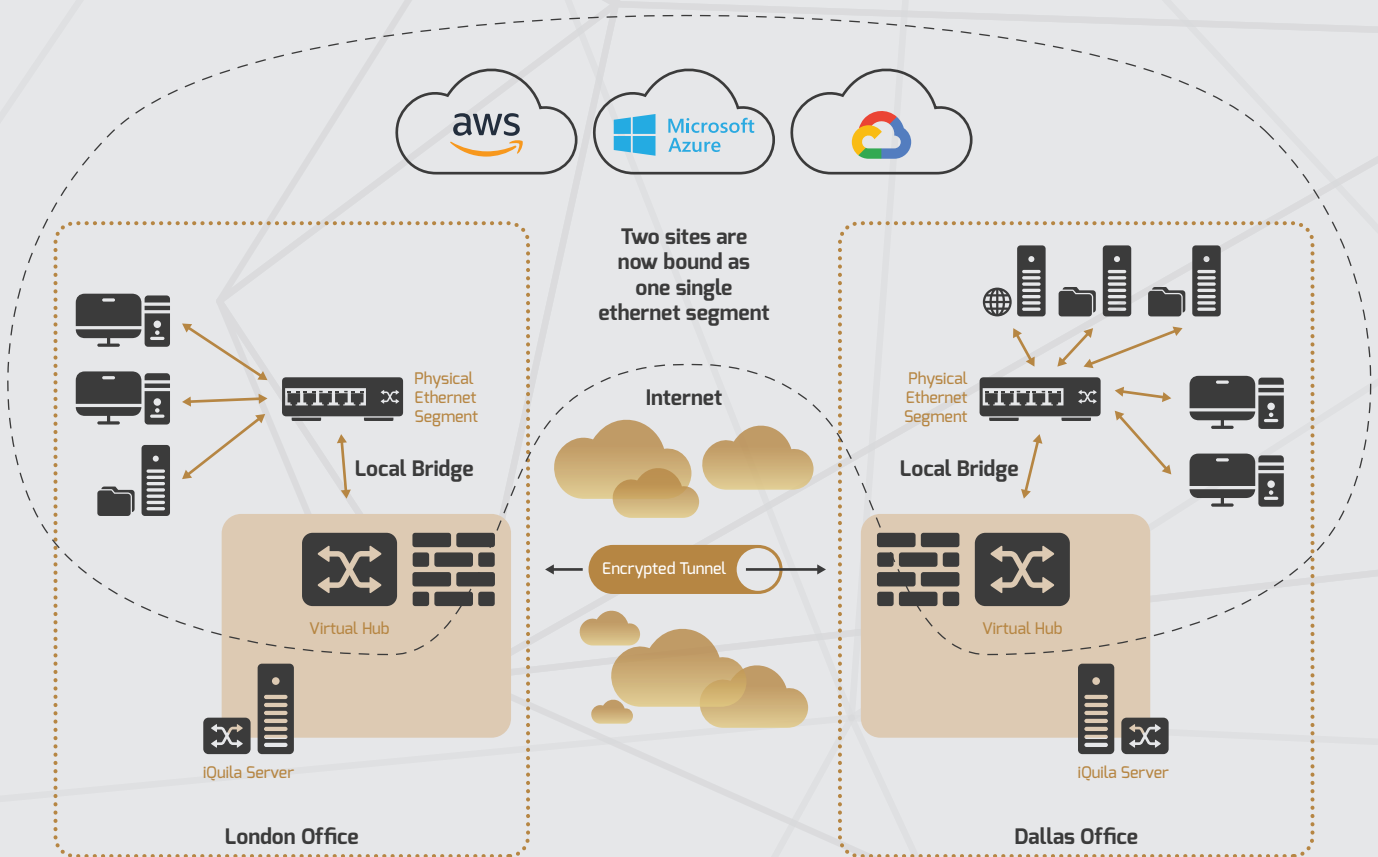 aws
Microsoft
Azure
Two sites are
now bound as
one single
ethernet segment
Physical
Ethernet
Segment
Local Bridge
Internet
Physical
Ethernet
Segment
Local Bridge
Encrypted Tunnel
Virtual Hub
Virtual Hub
iQuila Server
iQuila Server
London Office
Dallas Office